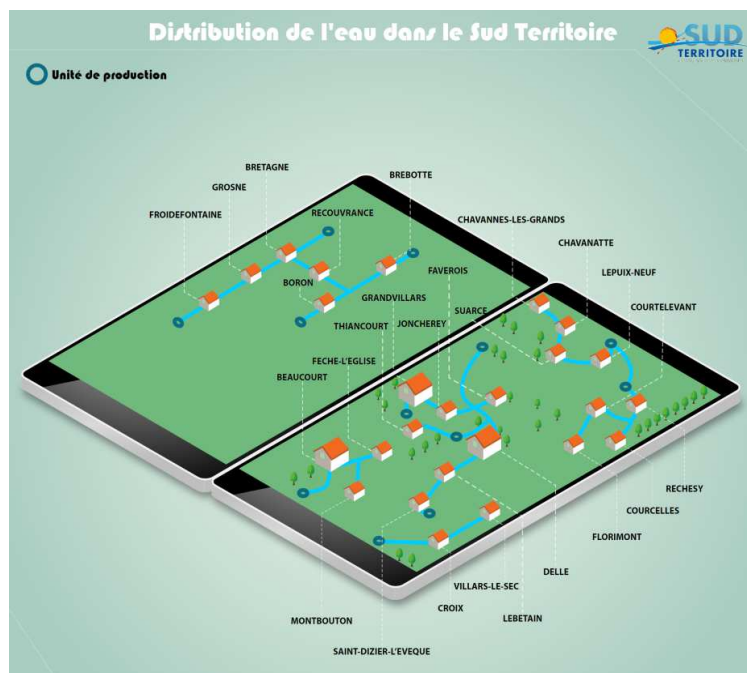 Distribution de l'eau dans le Sud Territoire
SUD
TERRITOIRE
Unité de production
BRETAGNE
BREBOTTE
GROSNE
FROIDEFONTAINE
RECOUVRANCE
CHAVANNES-LES-GRANDS
CHAVANATTE
FAVEROIS
LEPUIX-NEUF
BORON
GRANDVILLARS
COURTELEVANT
SUARCE
THIANCOURT
JONCHEREY
FECHE-L'EGLISE
BEAUCOURT
RECHESY
COURCELLES
FLORIMONT
DELLE
VILLARS-LE-SEC
CROIX
LEBETAIN
MONTBOUTON
SAINT-DIZIER-L'EVEQUE